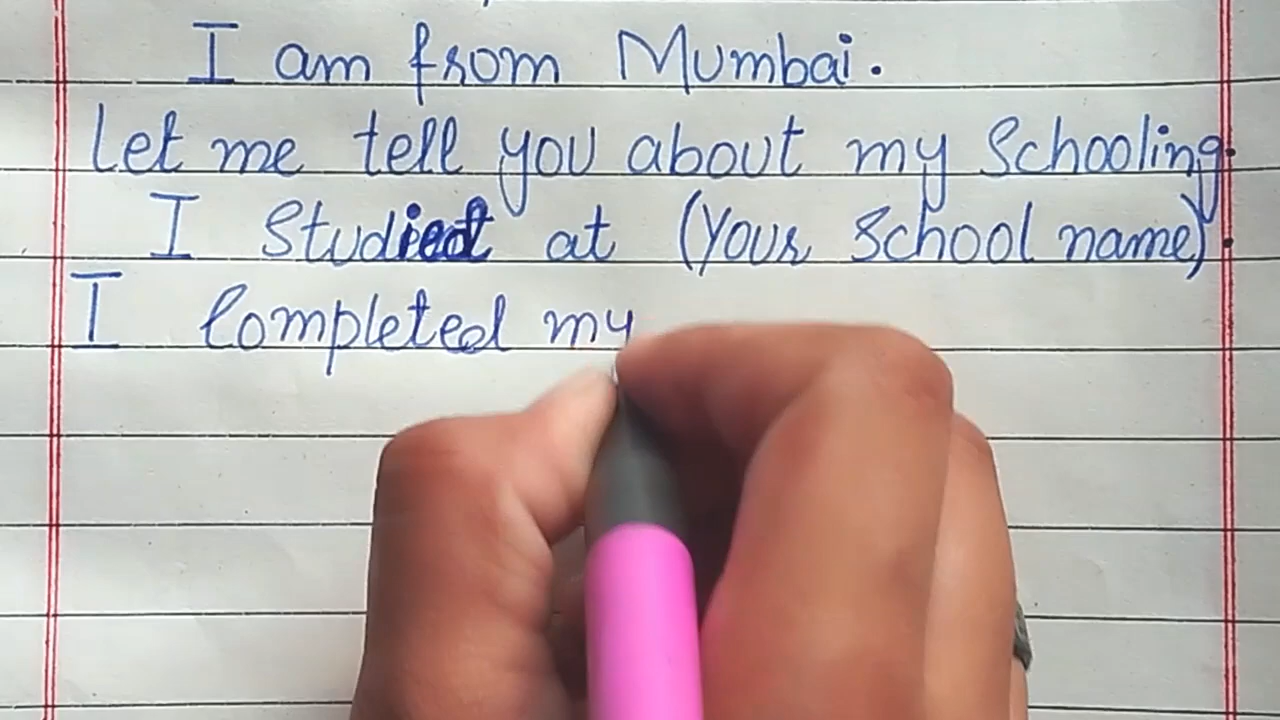 I am from Mumbai.
Let me tell you about my Schooling.
I Studied at (Your School name).
I Completed my